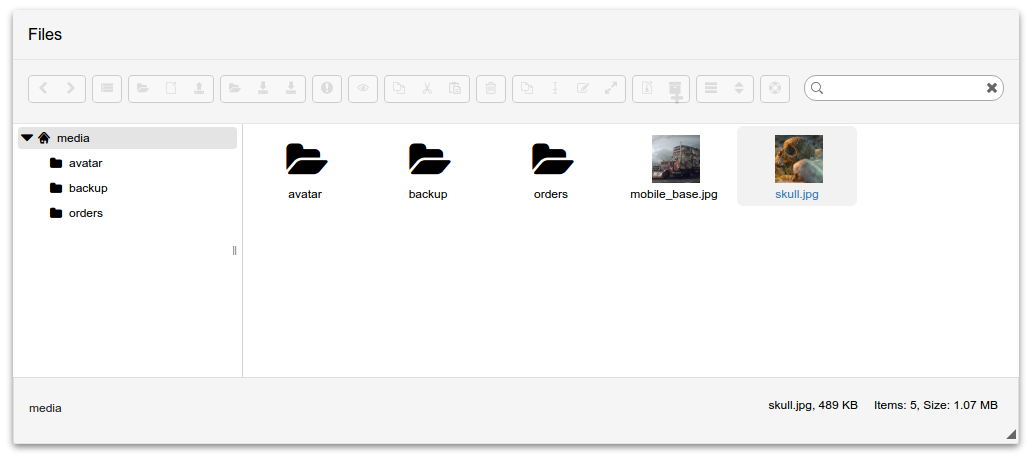 Files
media
avatar
backup
orders
avatar
backup
orders
mobile_base.jpg
skull.jpg
media
skull.jpg, 489 KB
Items: 5, Size: 1.07 MB